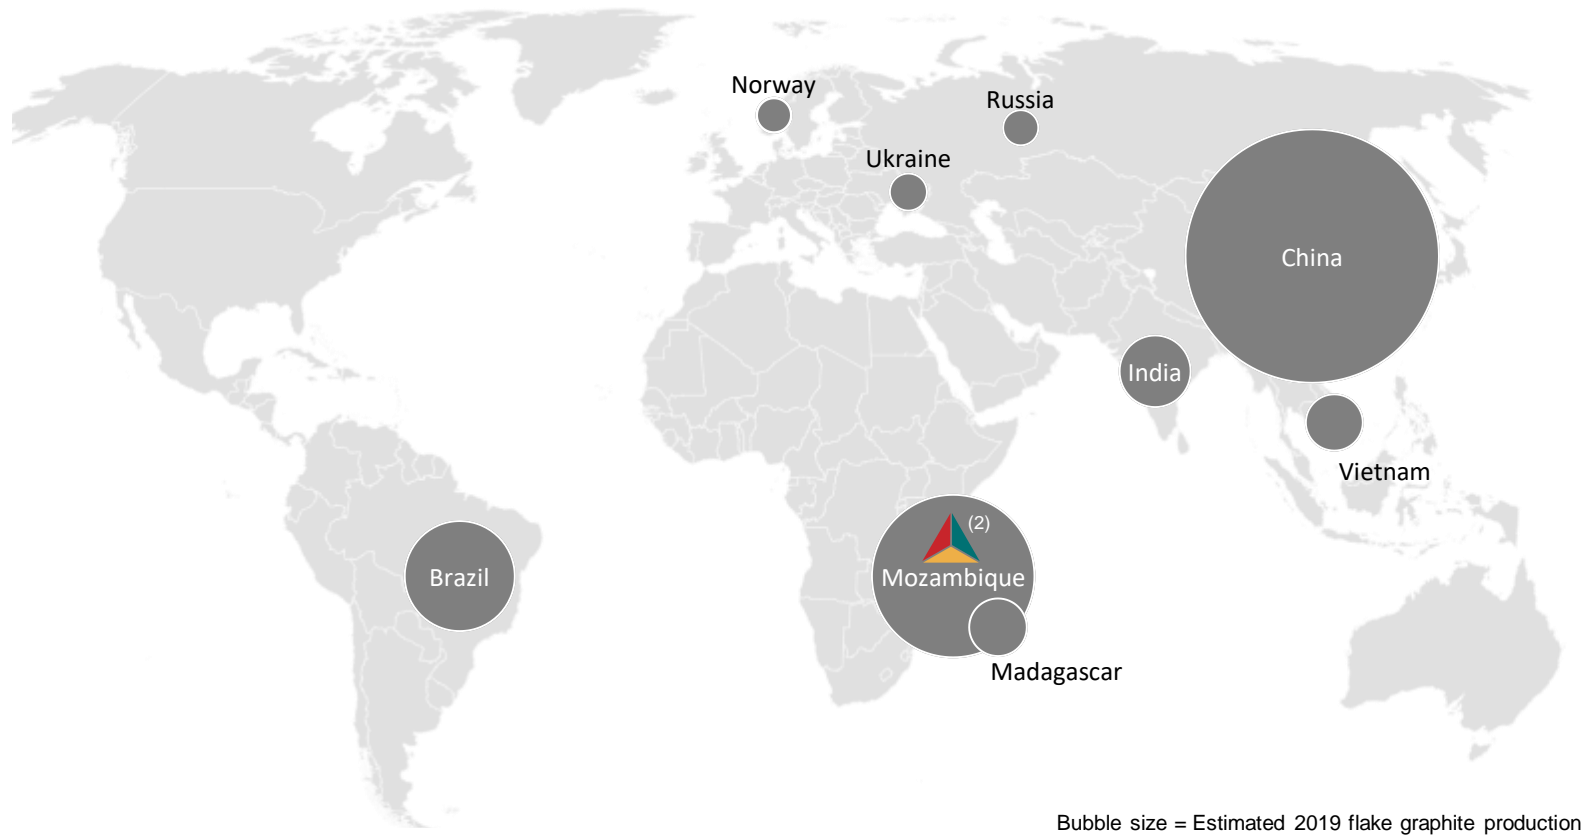 Norway
Russia
Ukraine
China
India
Vietnam
(2)
Brazil
Mozambique
Madagascar
Bubble size = Estimated 2019 flake graphite production